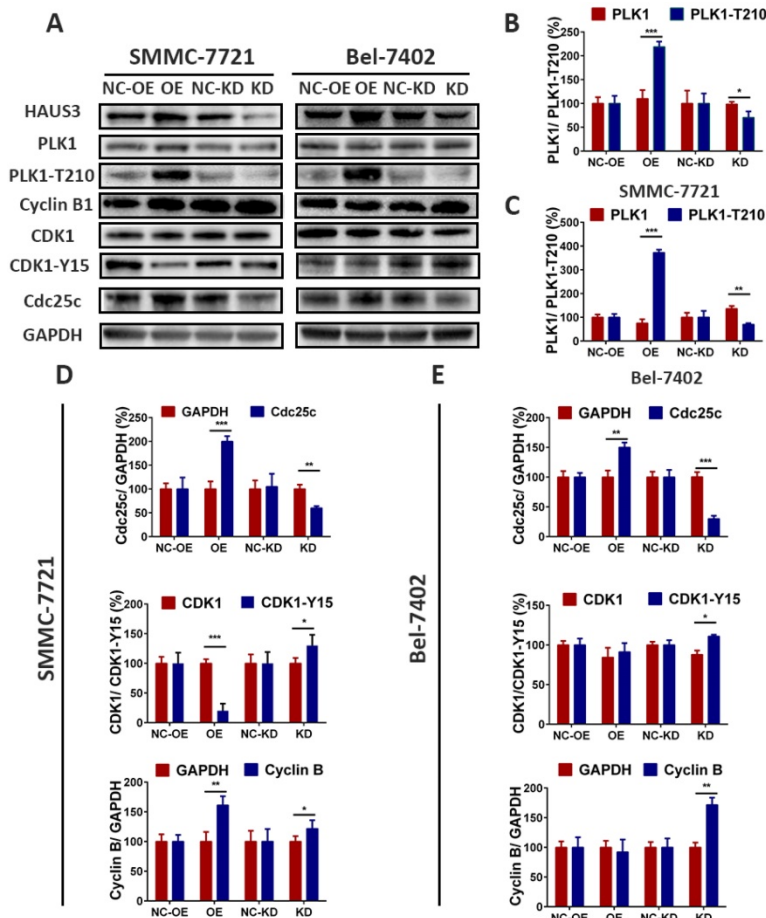 A
SMMC-7721 Bel-7402
NC-OE OE NC-KD KD NC-OE OE NC-KD KD
HAUS3
PLK1
PLK1-T210
Cyclin B1
CDK1
CDK1-Y15
Cdc25c
GAPDH
B
PLK1 PLK1-T210
PLK1/ PLK1-T210 (%)
250
200
150
100
50
0
*** *
NC-OE OE NC-KD KD
SMMC-7721
C
PLK1 PLK1-T210
PLK1/ PLK1-T210 (%)
500
400
300
200
100
0
*** **
NC-OE OE NC-KD KD
Bel-7402
D
SMMC-7721
GAPDH Cdc25c
Cdc25c/ GAPDH (%)
250
200
150
100
50
0
*** **
NC-OE OE NC-KD KD
CDK1 CDK1-Y15
CDK1/ CDK1-Y15 (%)
200
150
100
50
0
*** *
NC-OE OE NC-KD KD
GAPDH Cyclin B
Cyclin B/ GAPDH
200
150
100
50
0
** *
NC-OE OE NC-KD KD
E
Bel-7402
GAPDH Cdc25c
Cdc25c/ GAPDH (%)
200
150
100
50
0
** ***
NC-OE OE NC-KD KD
CDK1 CDK1-Y15
CDK1/CDK1-Y15 (%)
150
100
50
0
*
NC-OE OE NC-KD KD
GAPDH Cyclin B
Cyclin B/ GAPDH
200
150
100
50
0
**
NC-OE OE NC-KD KD